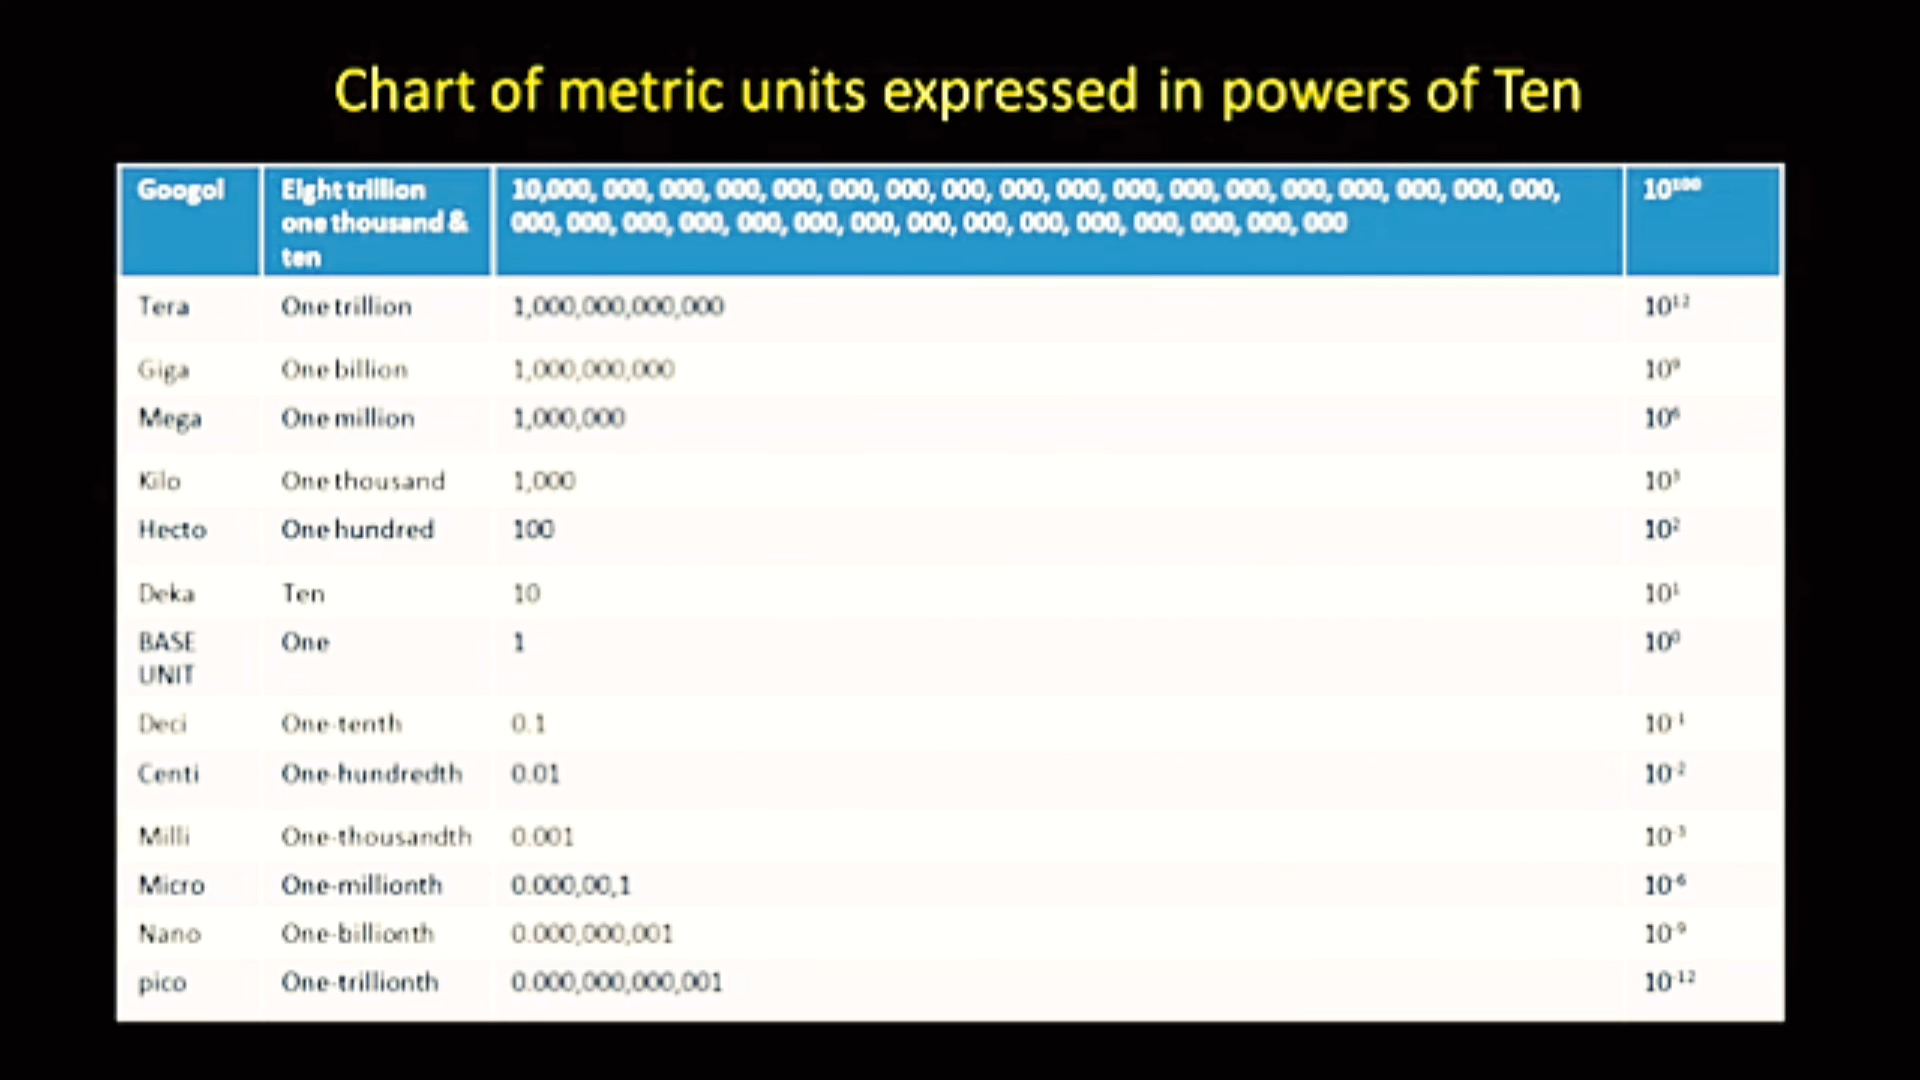 Chart of metric units expressed in powers of Ten
Googol Eight trillion one thousand & ten 10,000, 000, 000, 000, 000, 000, 000, 000, 000, 000, 000, 000, 000, 000, 000, 000, 000, 000, 10¹⁰⁰
000, 000, 000, 000, 000, 000, 000, 000, 000, 000, 000, 000, 000, 000, 000
Tera One trillion 1,000,000,000,000 10¹²
Giga One billion 1,000,000,000 10⁹
Mega One million 1,000,000 10⁶
Kilo One thousand 1,000 10³
Hecto One hundred 100 10²
Deka Ten 10 10¹
BASE UNIT One 1 10⁰
Deci One-tenth 0.1 10⁻¹
Centi One-hundredth 0.01 10⁻²
Milli One-thousandth 0.001 10⁻³
Micro One-millionth 0.000,00,1 10⁻⁶
Nano One-billionth 0.000,000,001 10⁻⁹
pico One-trillionth 0.000,000,000,001 10⁻¹²